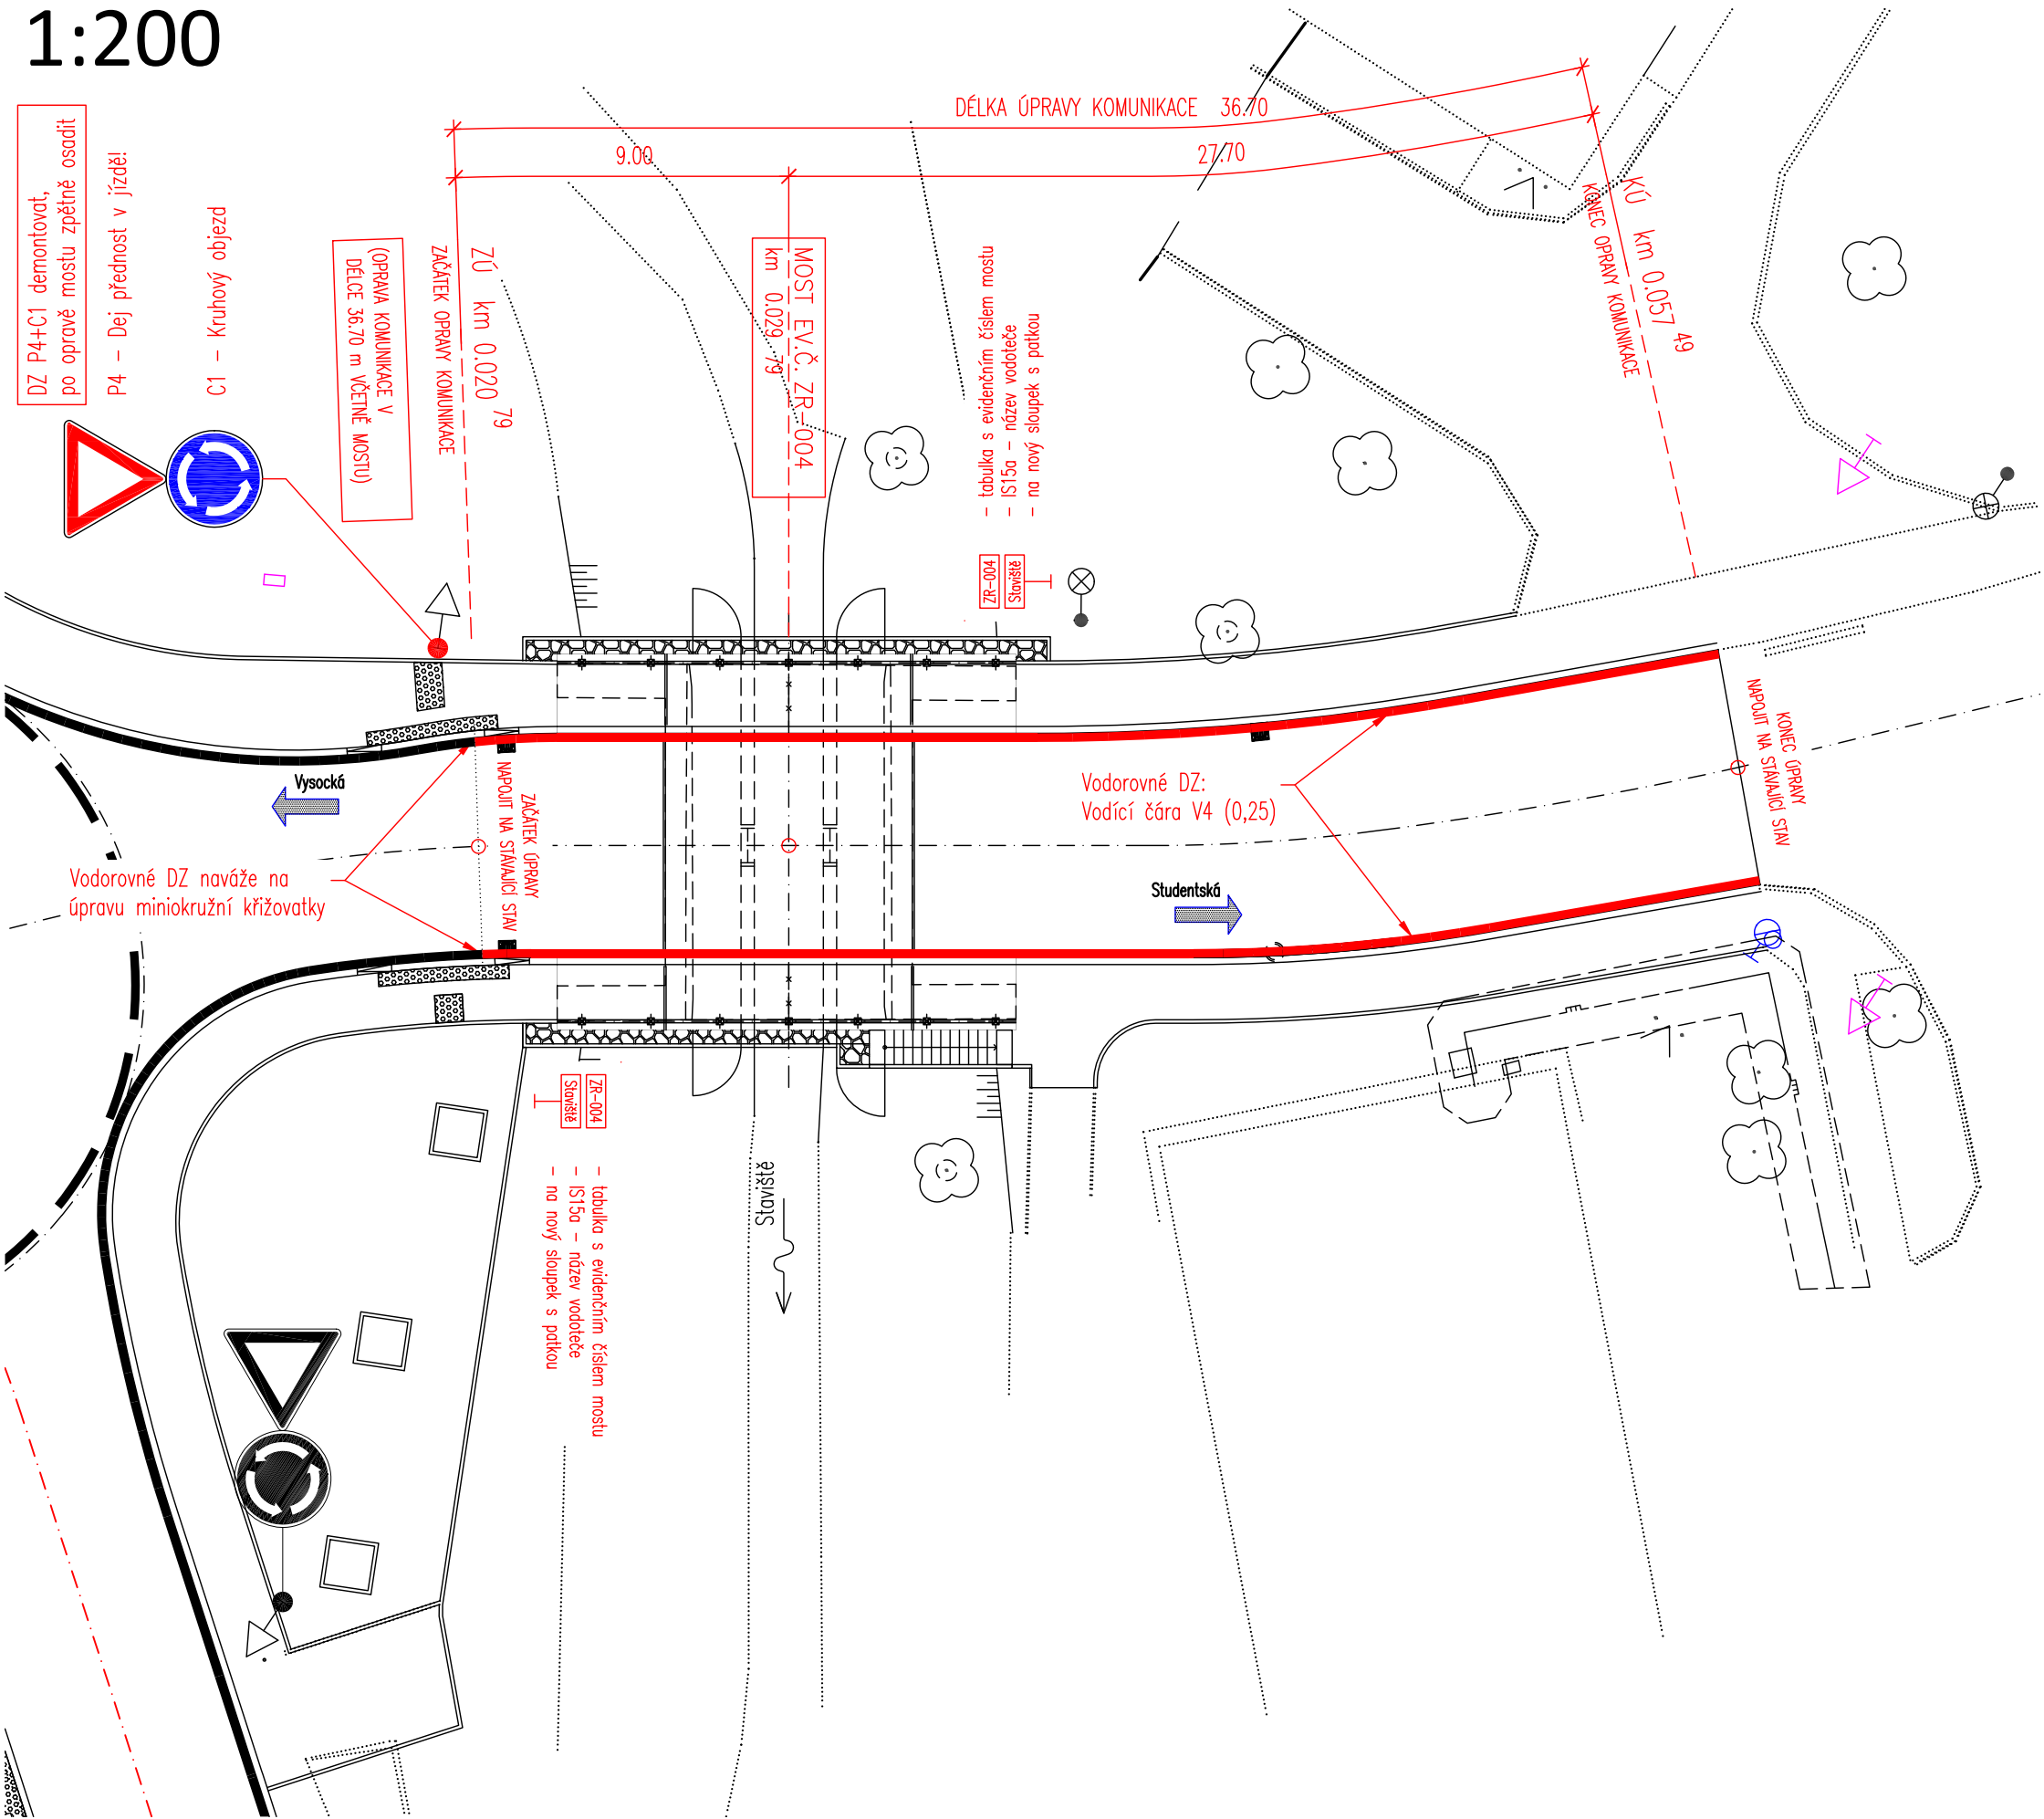 1:200
DZ P4+C1 demontovat,
po opravě mostu zpětně osadit
P4 - Dej přednost v jízdě!
C1 - Kruhový objezd
(OPRAVA KOMUNIKACE V
DÉLCE 36.70 m VČETNĚ MOSTU)
ZÚ km 0.020 79
ZAČÁTEK OPRAVY KOMUNIKACE
DÉLKA ÚPRAVY KOMUNIKACE 36.70
9.00
27.70
MOST EV.Č. ZR-004
km 0.029 79
- tabulka s evidenčním číslem mostu
- IS15a - název vodoteče
- na nový sloupek s patkou
ZR-004
Staviště
KÚ km 0.057 49
KONEC OPRAVY KOMUNIKACE
KONEC ÚPRAVY
NAPOJIT NA STÁVAJÍCÍ STAV
Vysocká
ZAČÁTEK ÚPRAVY
NAPOJIT NA STÁVAJÍCÍ STAV
Vodorovné DZ:
Vodící čára V4 (0,25)
Vodorovné DZ naváže na
úpravu miniokružní křižovatky
Studentská
ZR-004
Staviště
- tabulka s evidenčním číslem mostu
- IS15a - název vodoteče
- na nový sloupek s patkou
Staviště